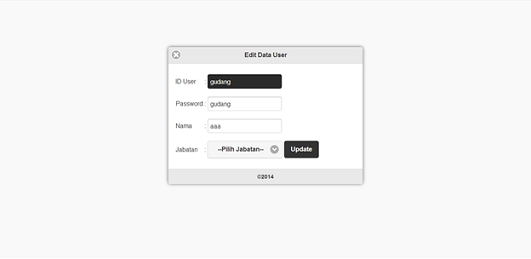 Edit Data User
ID User : gudang
Password: gudang
Nama : aaa
Jabatan : --Pilih Jabatan-- Update
©2014